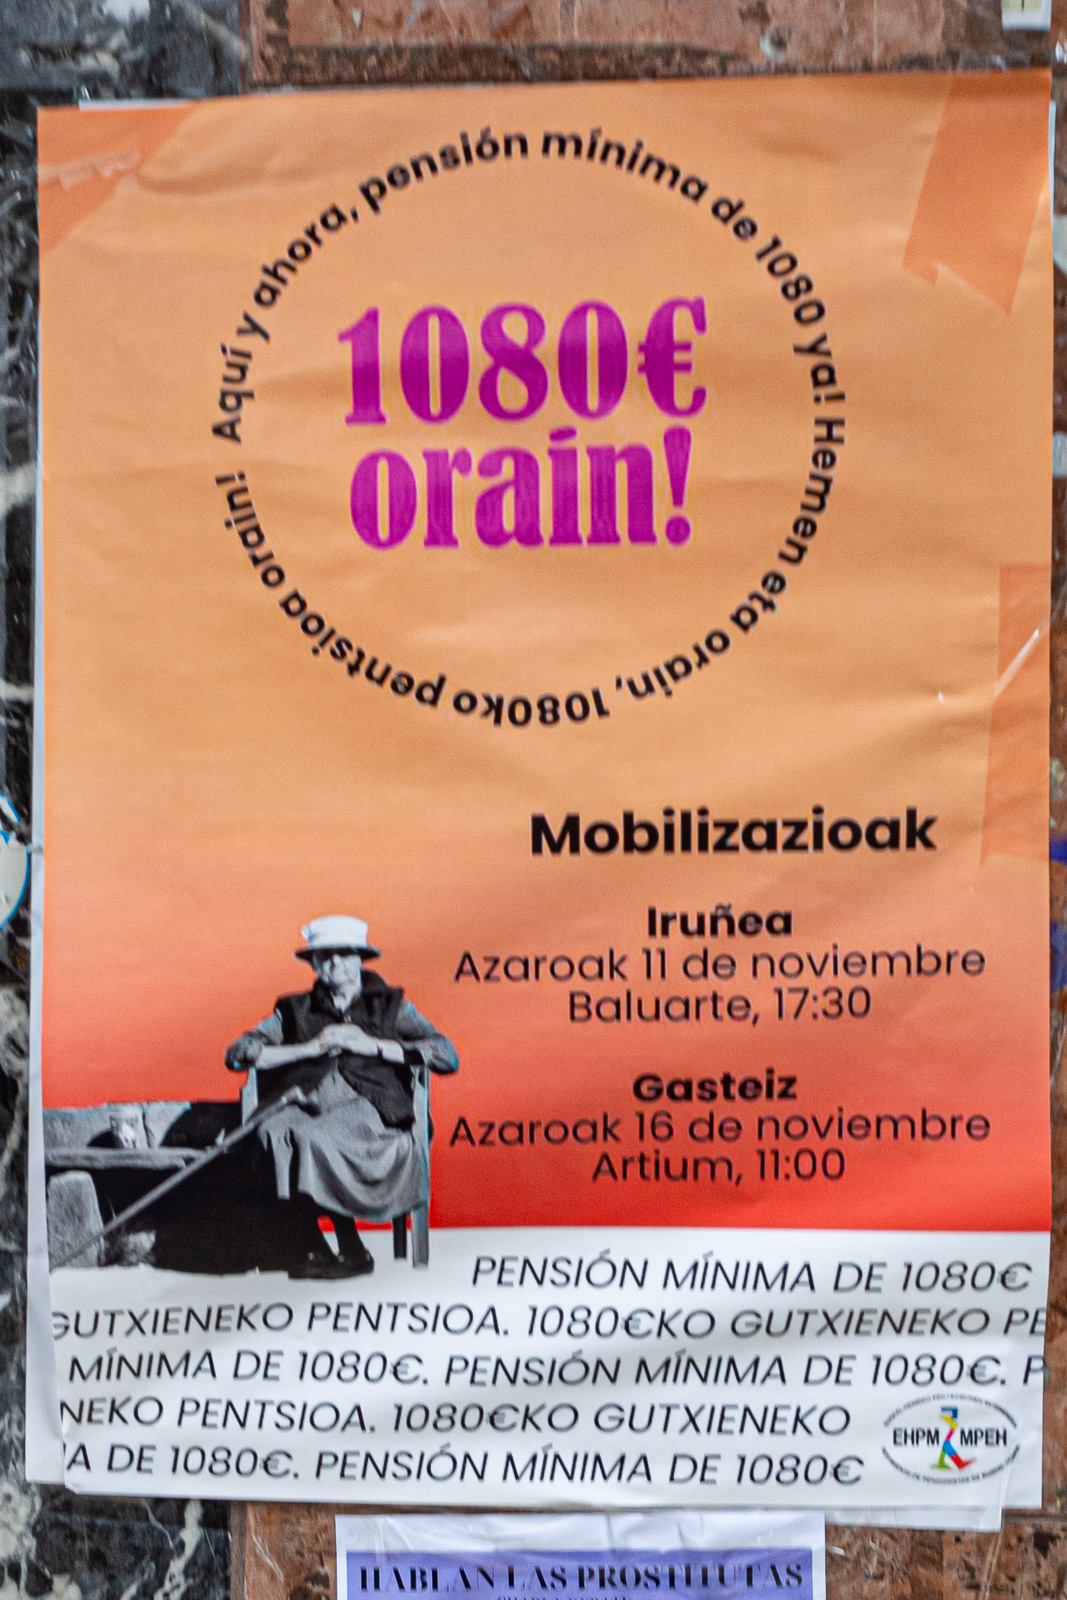 Aquí y ahora, pensión mínima de 1080 ya! Hemen eta orain, 1080ko pentsioa orain!
1080€
orain!
Mobilizazioak
Iruñea
Azaroak 11 de noviembre
Baluarte, 17:30
Gasteiz
Azaroak 16 de noviembre
Artium, 11:00
PENSIÓN MÍNIMA DE 1080€
GUTXIENEKO PENTSIOA. 1080€KO GUTXIENEKO PE
MÍNIMA DE 1080€. PENSIÓN MÍNIMA DE 1080€. P
NEKO PENTSIOA. 1080€KO GUTXIENEKO
A DE 1080€. PENSIÓN MÍNIMA DE 1080€
EHPM MPEH
HABLAN LAS PROSTITUTAS